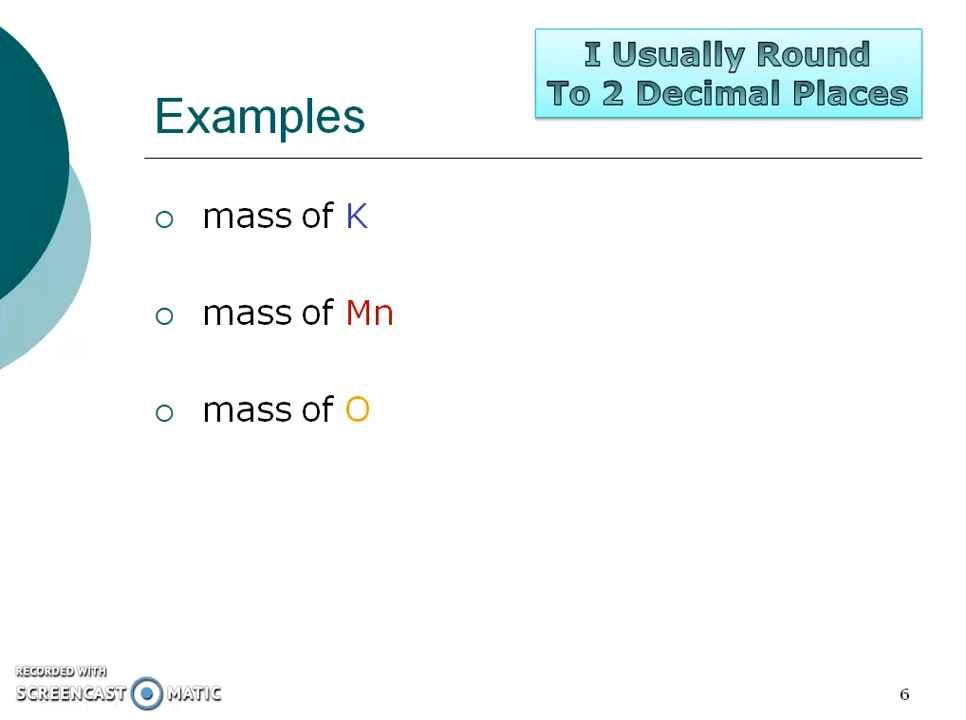 I Usually Round
To 2 Decimal Places
Examples
mass of K
mass of Mn
mass of O
RECORDED WITH
SCREENCAST MATIC
6